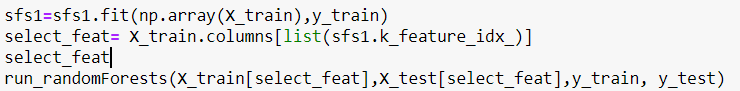 sfs1=sfs1.fit(np.array(X_train),y_train)
select_feat= X_train.columns[list(sfs1.k_feature_idx_)]
select_feat
run_randomForests(X_train[select_feat],X_test[select_feat],y_train, y_test)